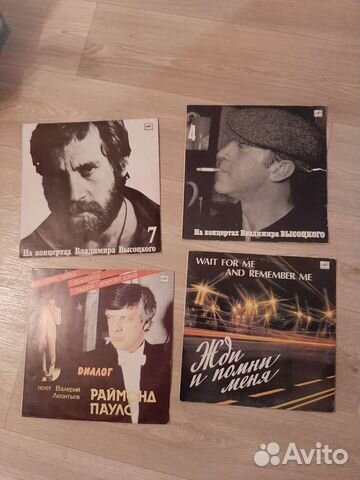 7
На концертах Владимира Высоцкого
4
На концертах Владимира ВЫСОЦКОГО
ДИАЛОГ
поет Валерий
Леонтьев
РАЙМОНД
ПАУЛС
WAIT FOR ME
AND REMEMBER ME
Жди
и помни
меня
Avito